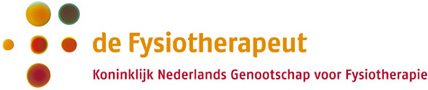 de Fysiotherapeut
Koninklijk Nederlands Genootschap voor Fysiotherapie